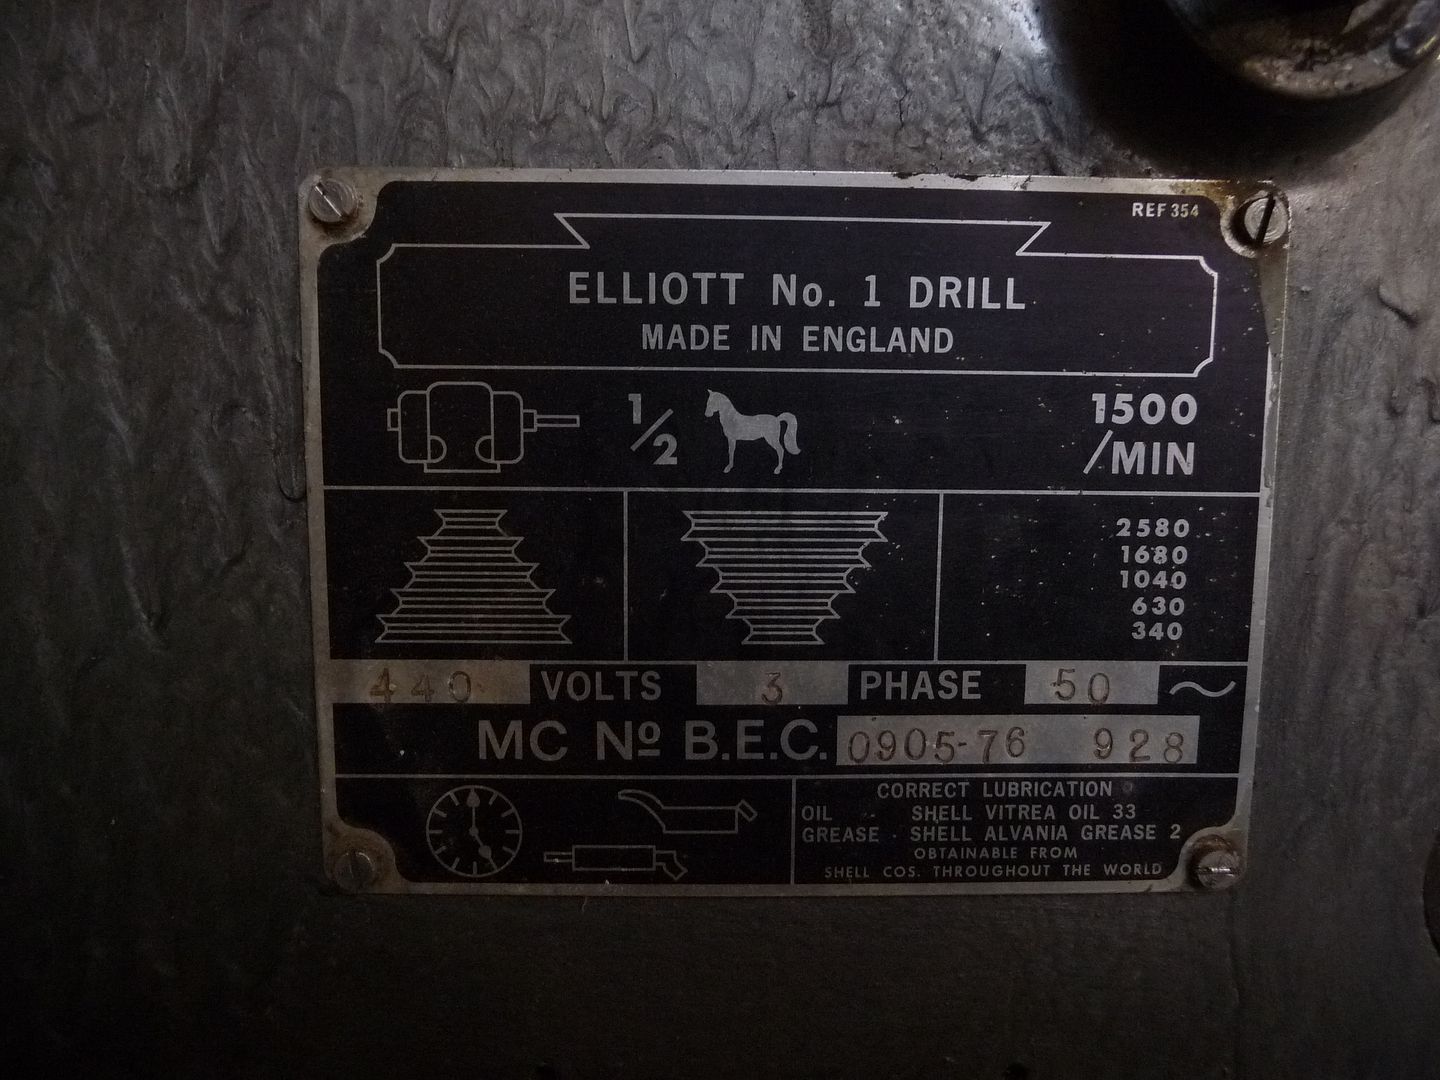 REF 354
ELLIOTT No. 1 DRILL
MADE IN ENGLAND
1/2
1500
/MIN
2580
1680
1040
630
340
440 VOLTS 3 PHASE 50 ~
MC Nº B.E.C. 0905-76 928
CORRECT LUBRICATION
OIL - SHELL VITREA OIL 33
GREASE - SHELL ALVANIA GREASE 2
OBTAINABLE FROM
SHELL COS. THROUGHOUT THE WORLD